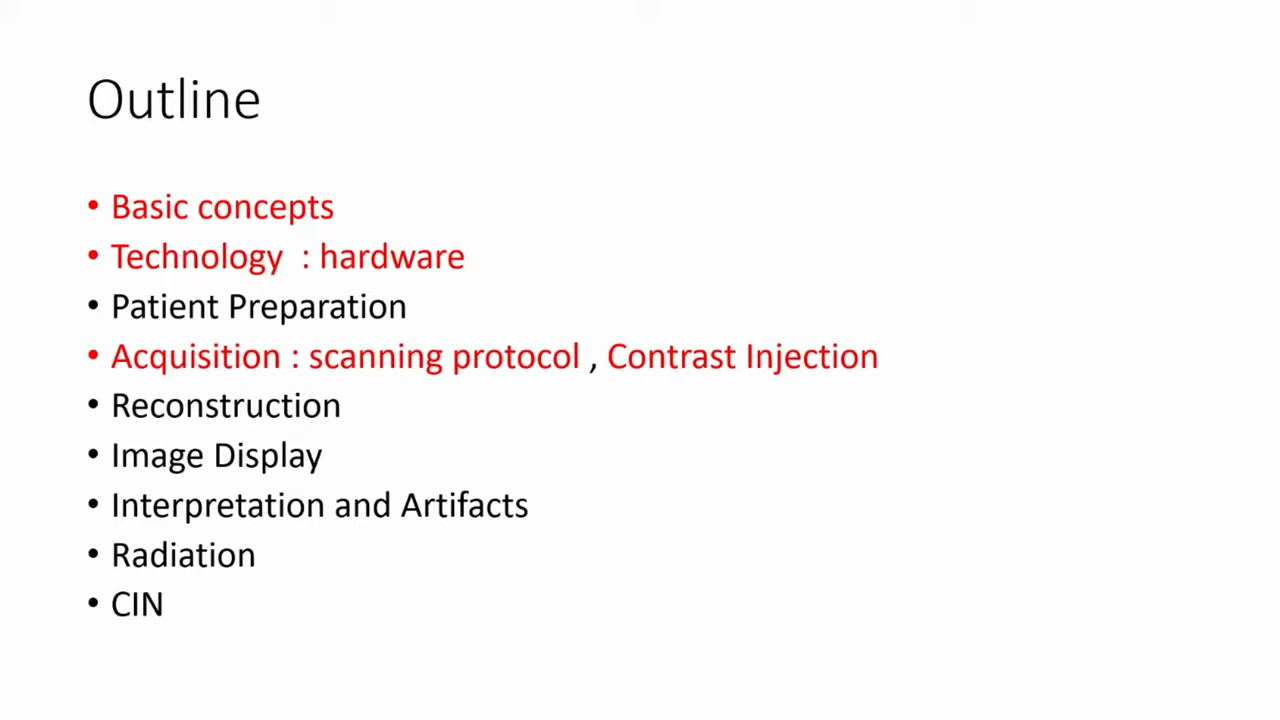 Outline
• Basic concepts
• Technology : hardware
• Patient Preparation
• Acquisition : scanning protocol , Contrast Injection
• Reconstruction
• Image Display
• Interpretation and Artifacts
• Radiation
• CIN